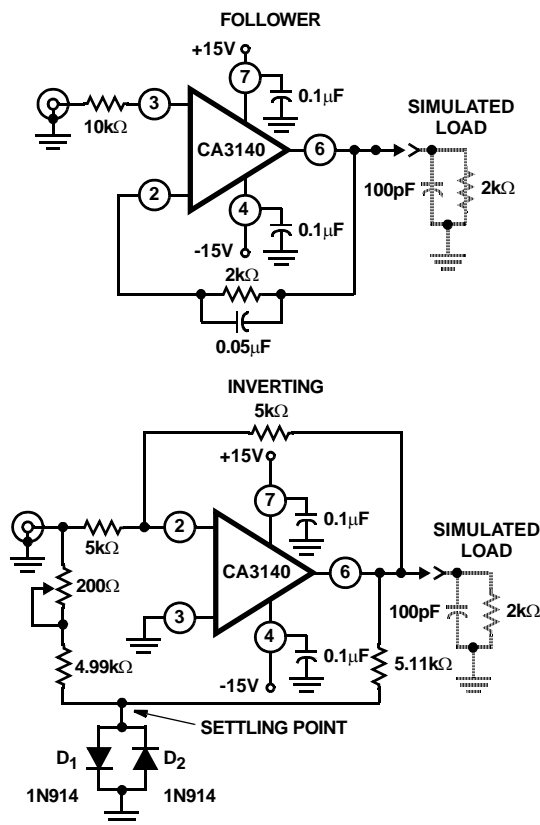 FOLLOWER
+15V
7
0.1μF
3
10kΩ
CA3140
6
SIMULATED
LOAD
100pF
2kΩ
2
4
0.1μF
-15V
2kΩ
0.05μF
INVERTING
5kΩ
+15V
7
0.1μF
2
5kΩ
CA3140
6
SIMULATED
LOAD
100pF
2kΩ
200Ω
3
4
0.1μF
-15V
4.99kΩ
5.11kΩ
SETTLING POINT
D1
D2
1N914
1N914